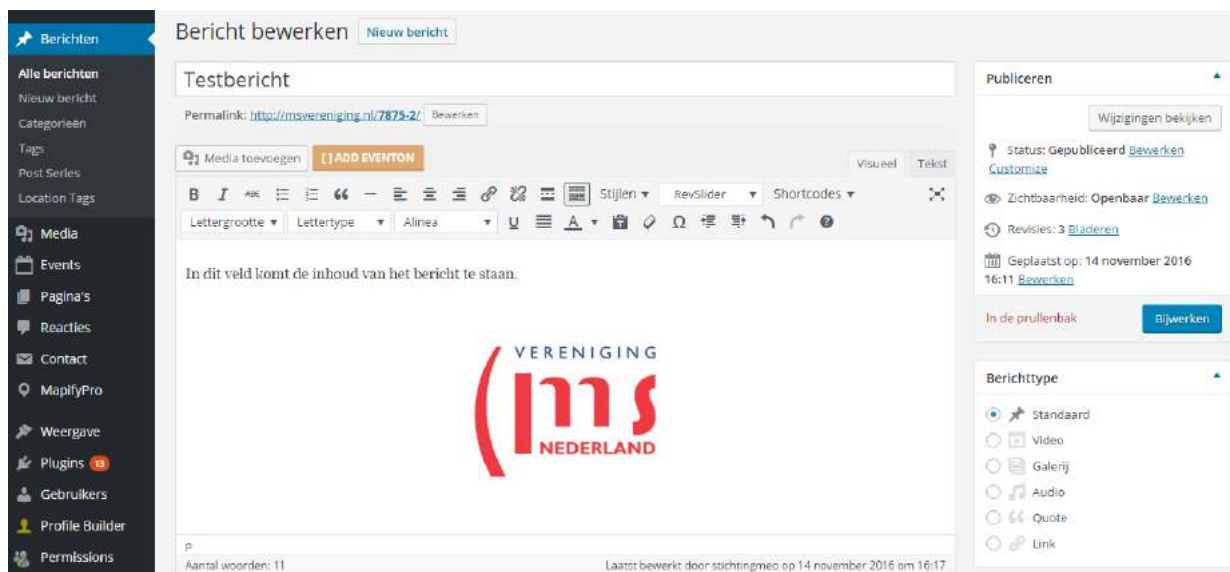 Berichten
Alle berichten
Nieuw bericht
Categorieën
Tags
Post Series
Location Tags
Media
Events
Pagina's
Reacties
Contact
MapifyPro
Weergave
Plugins 13
Gebruikers
Profile Builder
Permissions
Bericht bewerken Nieuw bericht
Testbericht
Permalink: http://msvereniging.nl/7875-2/ Bewerken
Media toevoegen [ ] ADD EVENTON
Visueel Tekst
B I ABC Stijlen RevSlider Shortcodes
Lettergrootte Lettertype Alinea U A Ω
In dit veld komt de inhoud van het bericht te staan.
VERENIGING
ms
NEDERLAND
P
Aantal woorden: 11 Laatst bewerkt door stichtingmeo op 14 november 2016 om 16:17
Publiceren
Wijzigingen bekijken
Status: Gepubliceerd Bewerken
Customize
Zichtbaarheid: Openbaar Bewerken
Revisies: 3 Bladeren
Geplaatst op: 14 november 2016
16:11 Bewerken
In de prullenbak Bijwerken
Berichttype
Standaard
Video
Galerij
Audio
Quote
Link